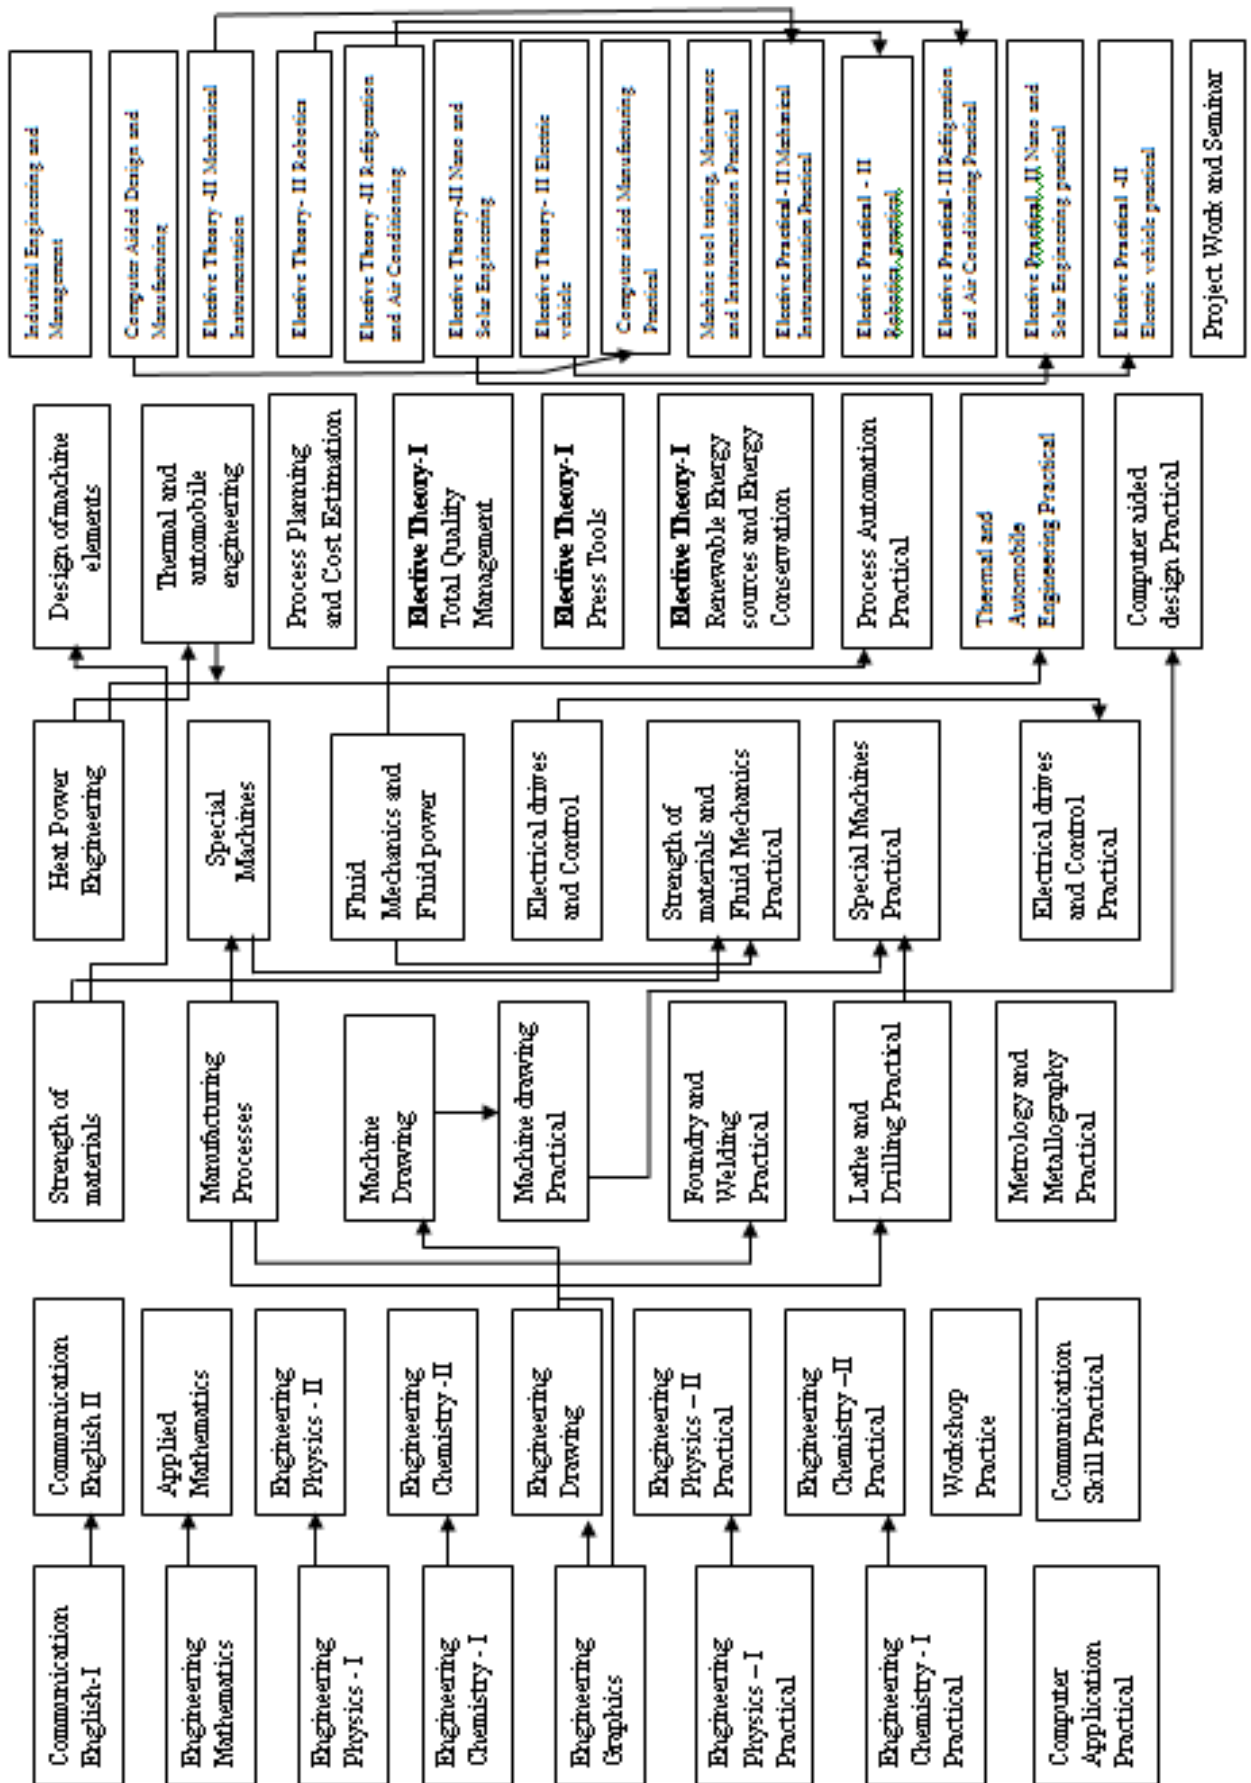 Communication
English-I
Engineering
Mathematics
Engineering
Physics - I
Engineering
Chemistry - I
Engineering
Graphics
Engineering
Physics – I
Practical
Engineering
Chemistry - I
Practical
Computer
Application
Practical
Communication
English II
Applied
Mathematics
Engineering
Physics - II
Engineering
Chemistry -II
Engineering
Drawing
Engineering
Physics – II
Practical
Engineering
Chemistry –II
Practical
Workshop
Practice
Communication
Skill Practical
Strength of
materials
Manufacturing
Processes
Machine
Drawing
Machine drawing
Practical
Foundry and
Welding
Practical
Lathe and
Drilling Practical
Metrology and
Metallography
Practical
Heat Power
Engineering
Special
Machines
Fluid
Mechanics and
Fluid power
Electrical drives
and Control
Strength of
materials and
Fluid Mechanics
Practical
Special Machines
Practical
Electrical drives
and Control
Practical
Design of machine
elements
Thermal and
automobile
engineering
Process Planning
and Cost Estimation
Elective Theory-I
Total Quality
Management
Elective Theory-I
Press Tools
Elective Theory-I
Renewable Energy
sources and Energy
Conservation
Process Automation
Practical
Thermal and
Automobile
Engineering Practical
Computer aided
design Practical
Industrial Engineering and
Management
Computer Aided Design and
Manufacturing
Elective Theory -II Mechanical
Instrumentation
Elective Theory- II Robotics
Elective Theory -II Refrigeration
and Air Conditioning
Elective Theory-II Nano and
Solar Engineering
Elective Theory- II Electric
vehicle
Computer aided Manufacturing
Practical
Machine tool testing, Maintenance
and Instrumentation Practical
Elective Practical- II Mechanical
Instrumentation Practical
Elective Practical - II
Robotics practical
Elective Practical- II Refrigeration
and Air Conditioning Practical
Elective Practical II Nano and
Solar Engineering practical
Elective Practical -II
Electric vehicle practical
Project Work and Seminar